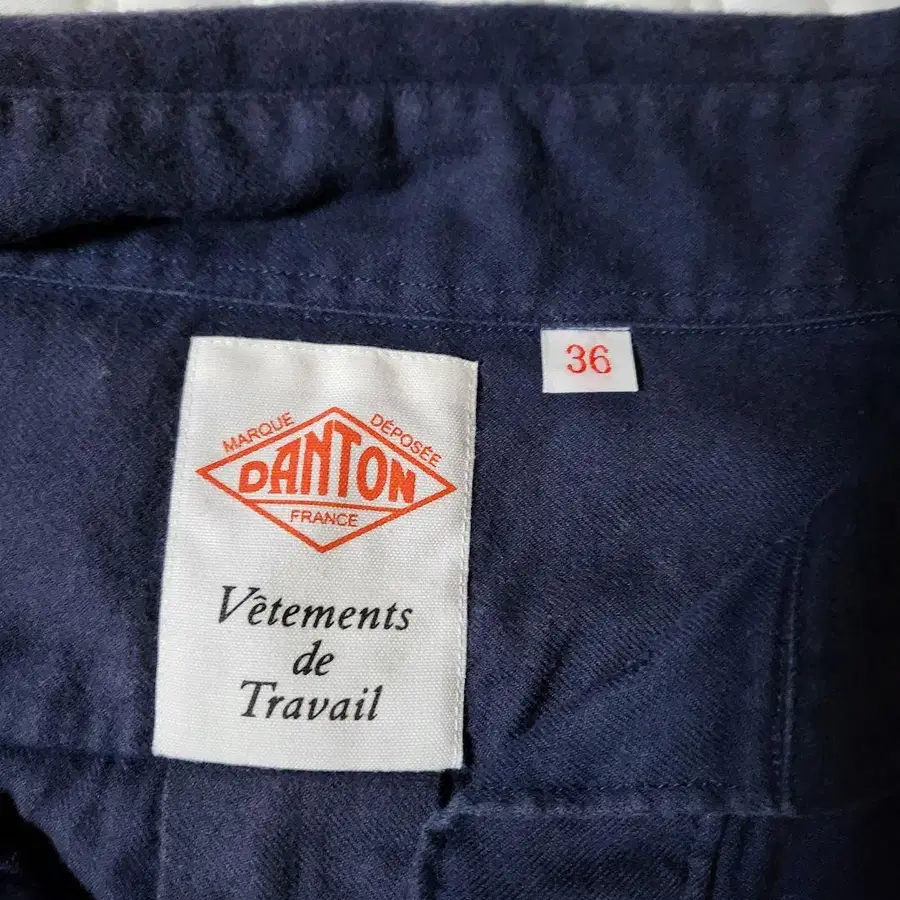 MARQUE DÉPOSÉE
DANTON
FRANCE
Vêtements
de
Travail
36